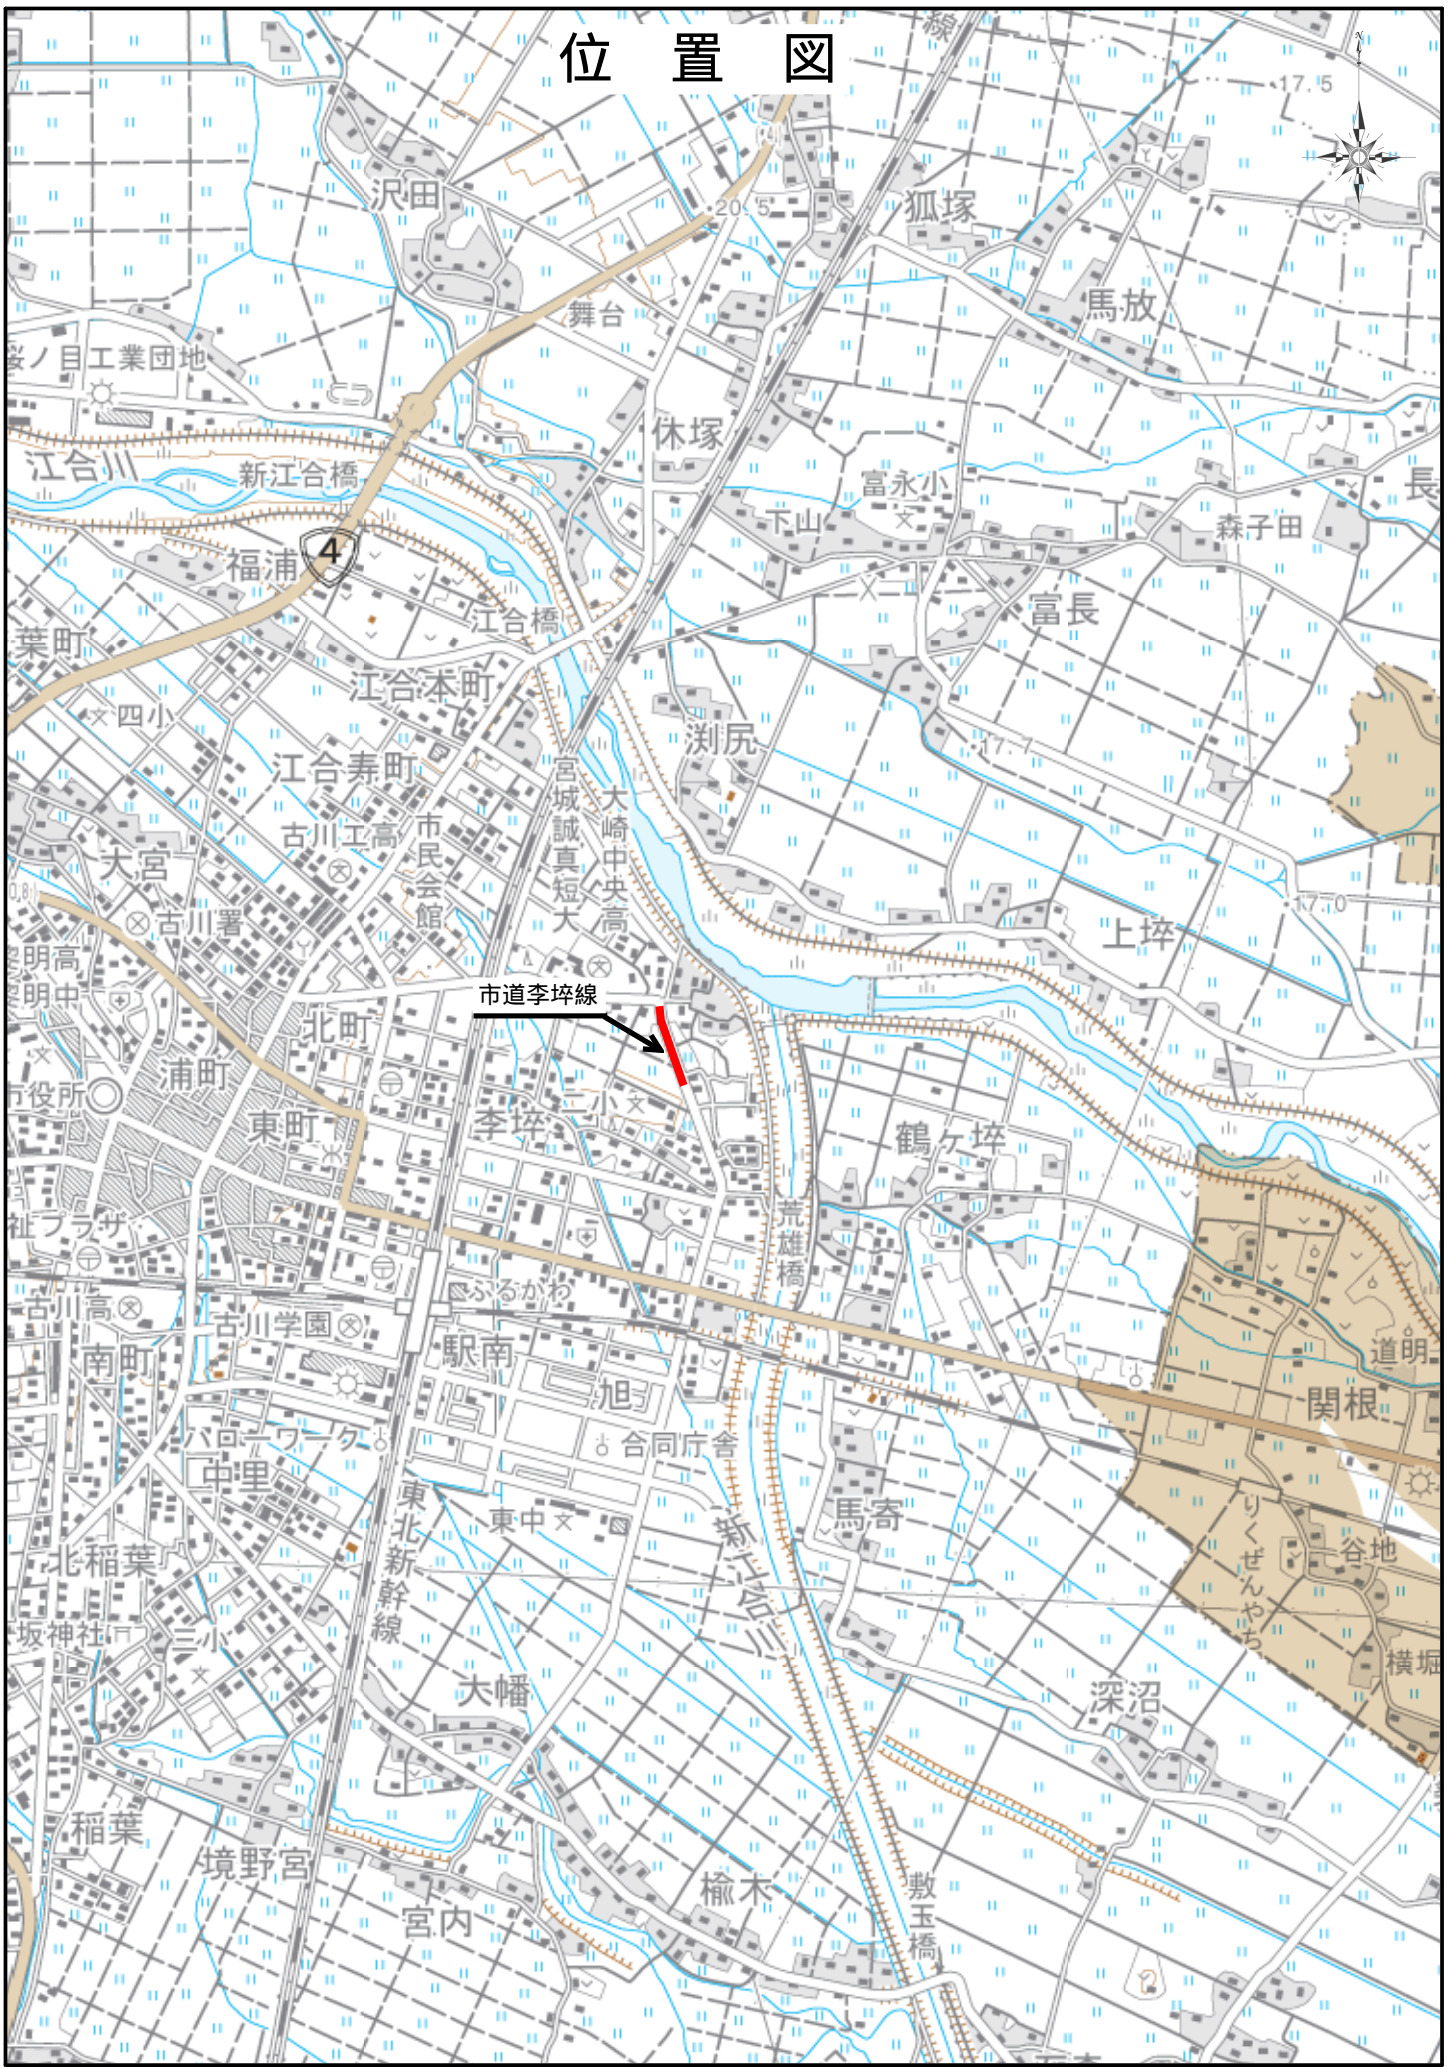 位 置 図
線
17.5
(4)
沢田
20.5
狐塚
馬放
舞台
桜ノ目工業団地
休塚
江合川
新江合橋
富永小
長
下山
森子田
4
福浦
江合橋
富長
葉町
江合本町
四小
渕尻
17.7
江合寿町
宮城誠真短大
大崎中央高
古川工高
市民会館
大宮
17.0
古川署
上埣
黎明高
黎明中
市道李埣線
北町
浦町
市役所
二小
東町
李埣
鶴ヶ埣
荒雄橋
祉プラザ
ふるかわ
古川高
古川学園
駅南
道明
南町
旭
関根
ハローワーク
合同庁舎
中里
東北新幹線
東中
新江合川
馬寄
りくぜんやち
谷地
北稲葉
坂神社
三小
横堀
大幡
深沼
稲葉
境野宮
楡木
敷玉橋
宮内